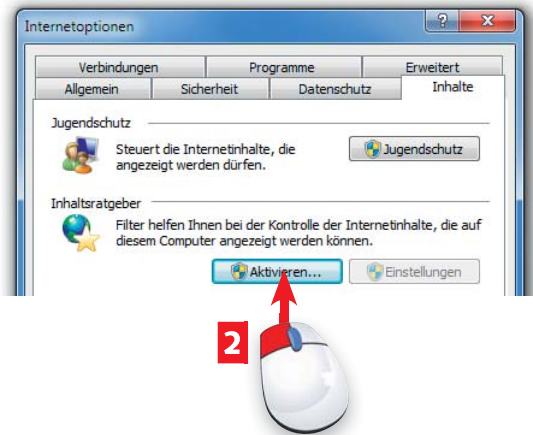 Internetoptionen
Verbindungen Programme Erweitert
Allgemein Sicherheit Datenschutz Inhalte
Jugendschutz
Steuert die Internetinhalte, die
angezeigt werden dürfen.
Jugendschutz
Inhaltsratgeber
Filter helfen Ihnen bei der Kontrolle der Internetinhalte, die auf
diesem Computer angezeigt werden können.
Aktivieren... Einstellungen
2